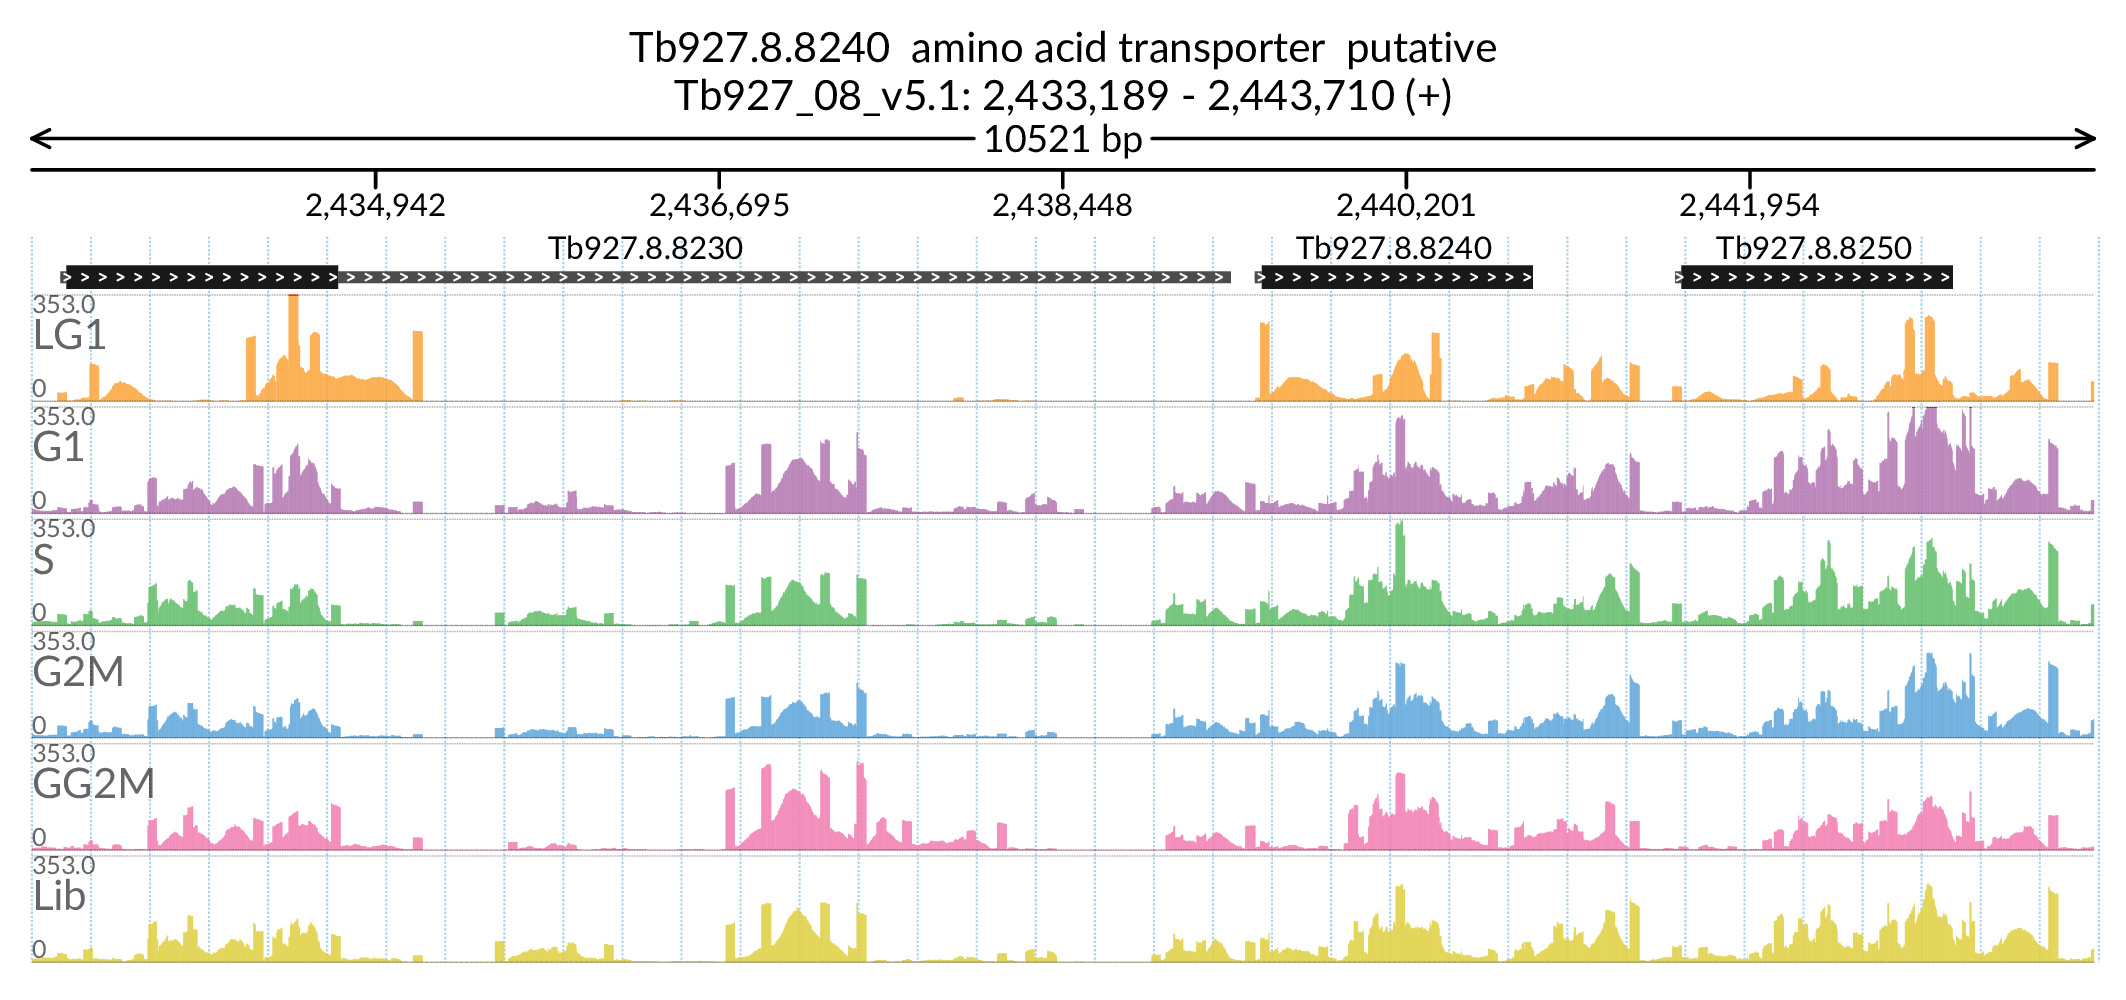 Tb927.8.8240 amino acid transporter putative
Tb927_08_v5.1: 2,433,189 - 2,443,710 (+)
10521 bp
2,434,942 2,436,695 2,438,448 2,440,201 2,441,954
Tb927.8.8230 Tb927.8.8240 Tb927.8.8250
353.0
LG1
0
353.0
G1
0
353.0
S
0
353.0
G2M
0
353.0
GG2M
0
353.0
Lib
0